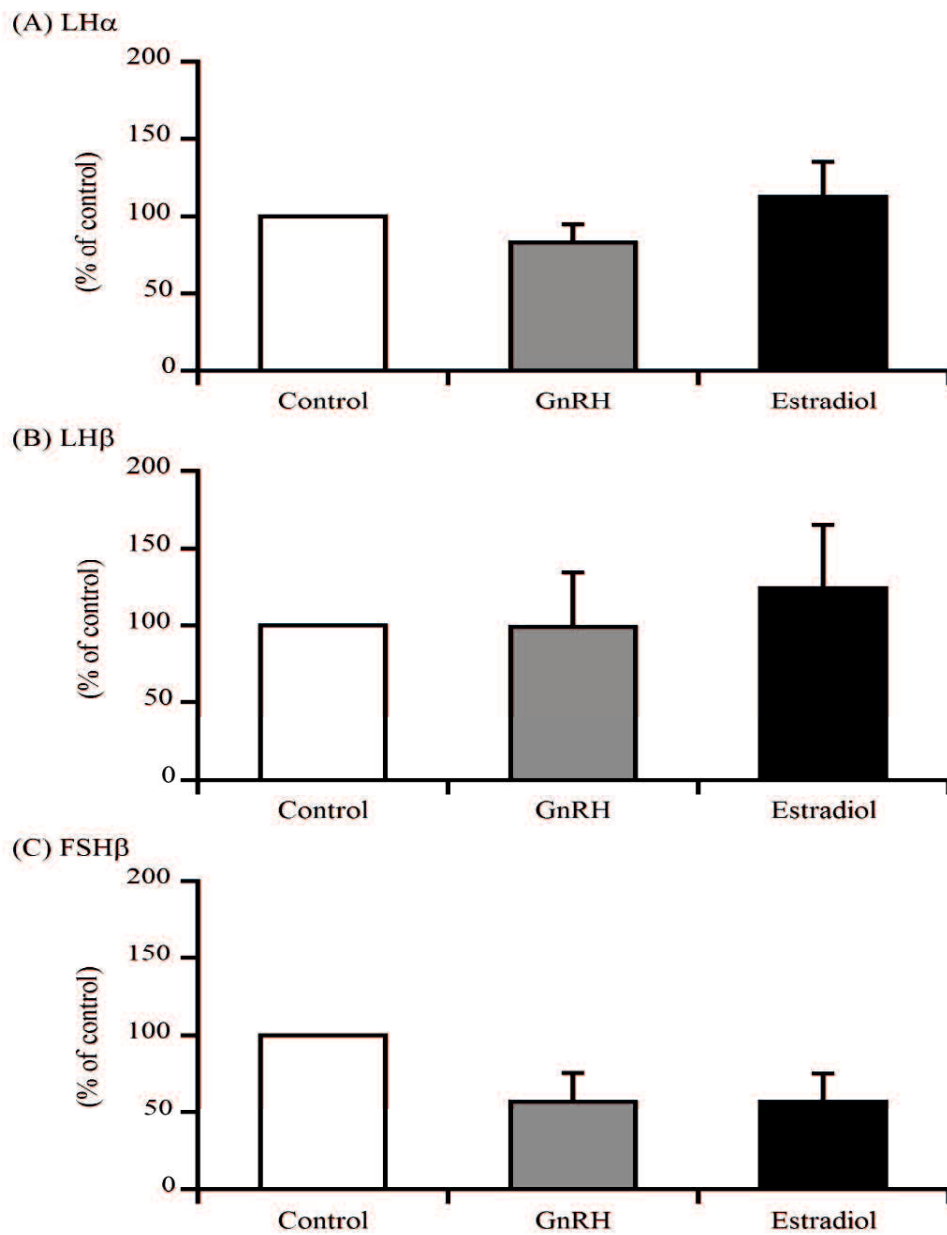 (A) LHα
200
150
100
50
0
(% of control)
Control GnRH Estradiol
(B) LHβ
200
150
100
50
0
(% of control)
Control GnRH Estradiol
(C) FSHβ
200
150
100
50
0
(% of control)
Control GnRH Estradiol